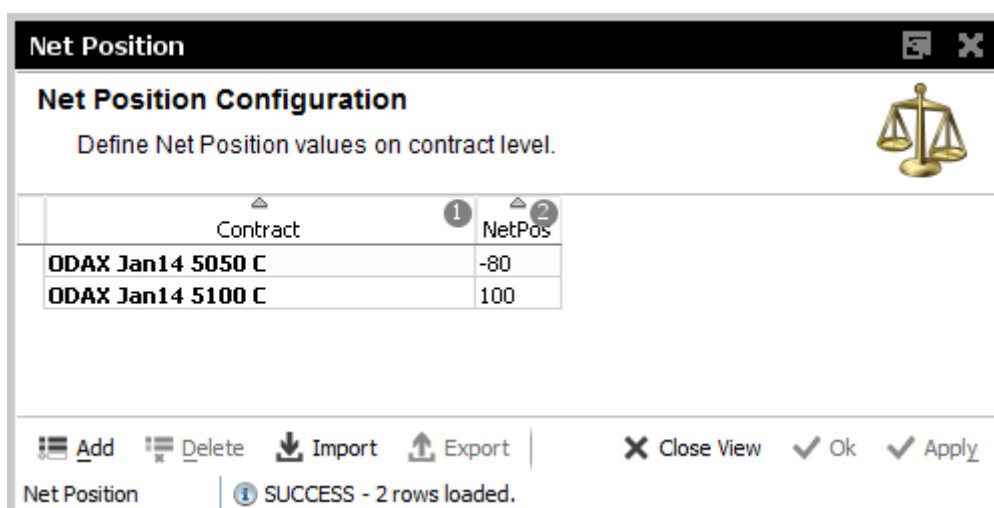 Net Position
Net Position Configuration
Define Net Position values on contract level.
Contract 1 NetPos 2
ODAX Jan14 5050 C -80
ODAX Jan14 5100 C 100
Add Delete Import Export Close View Ok Apply
Net Position SUCCESS - 2 rows loaded.